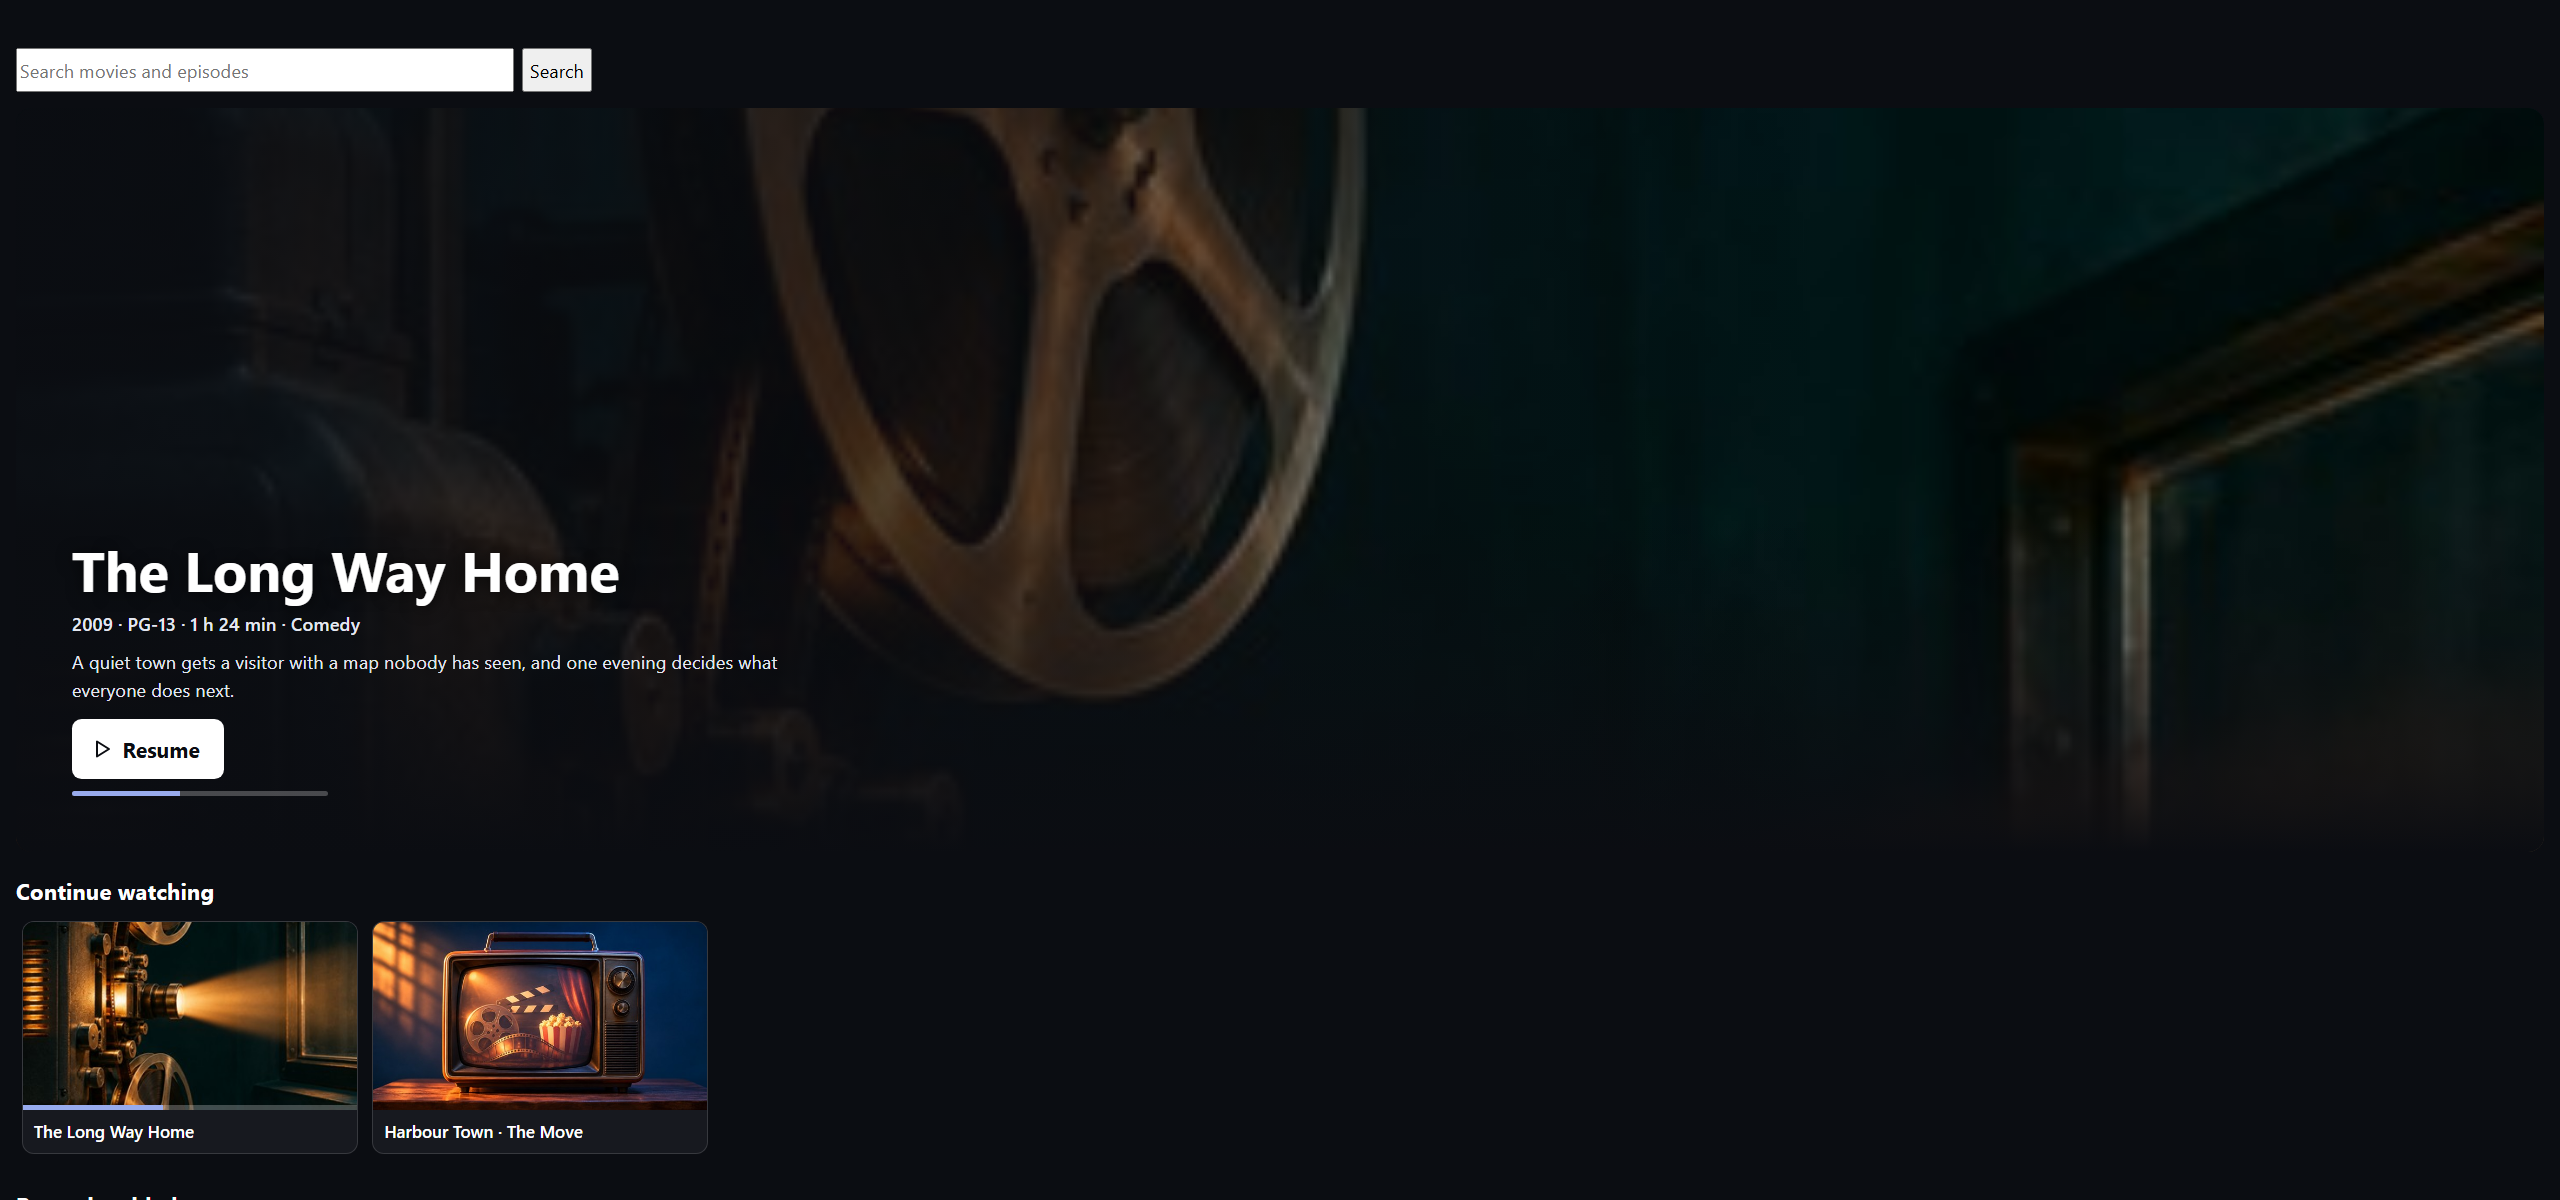 Search movies and episodes
Search
The Long Way Home
2009 · PG-13 · 1 h 24 min · Comedy
A quiet town gets a visitor with a map nobody has seen, and one evening decides what
everyone does next.
Resume
Continue watching
The Long Way Home
Harbour Town · The Move